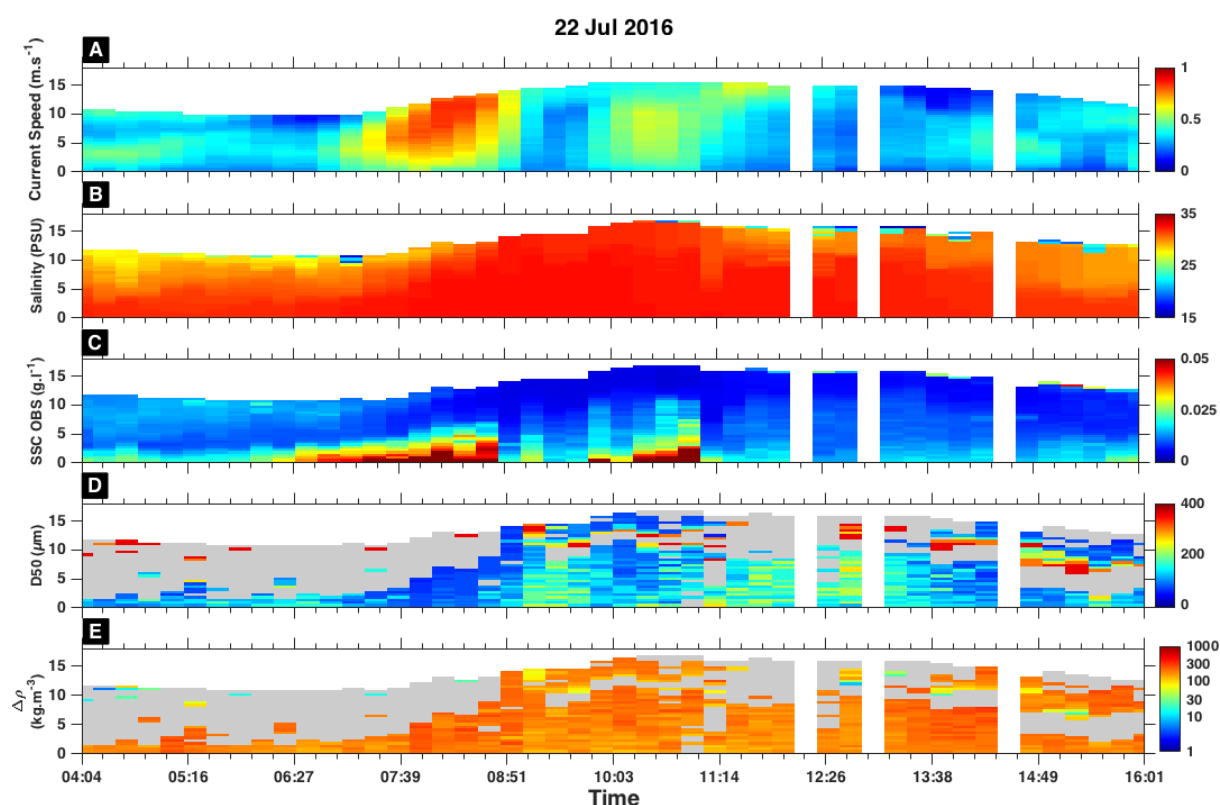 22 Jul 2016
A
Current Speed (m.s⁻¹)
15
10
5
0
1
0.5
0
B
Salinity (PSU)
15
10
5
0
35
25
15
C
SSC OBS (g.l⁻¹)
15
10
5
0
0.05
0.025
0
D
D50 (μm)
15
10
5
0
400
200
0
E
Δρ
(kg.m⁻³)
15
10
5
0
1000
300
100
30
10
3
1
04:04 05:16 06:27 07:39 08:51 10:03 11:14 12:26 13:38 14:49 16:01
Time